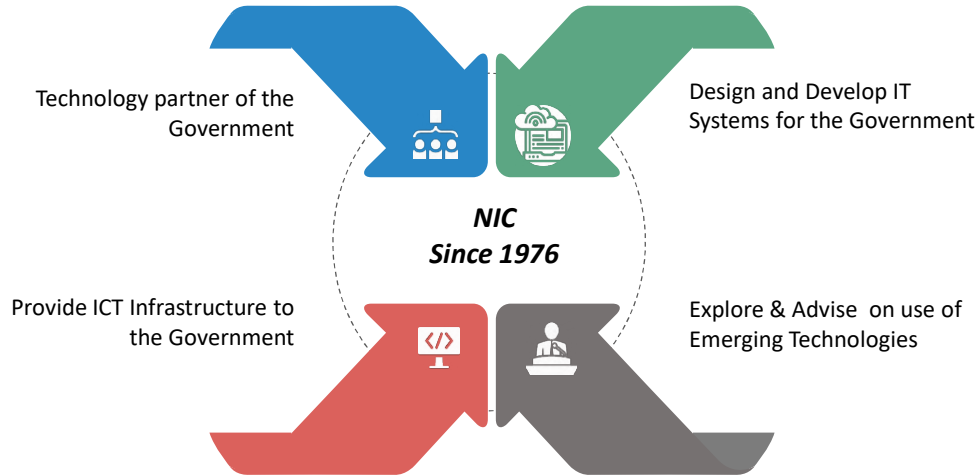 Technology partner of the
Government
Design and Develop IT
Systems for the Government
NIC
Since 1976
Provide ICT Infrastructure to
the Government
Explore & Advise on use of
Emerging Technologies